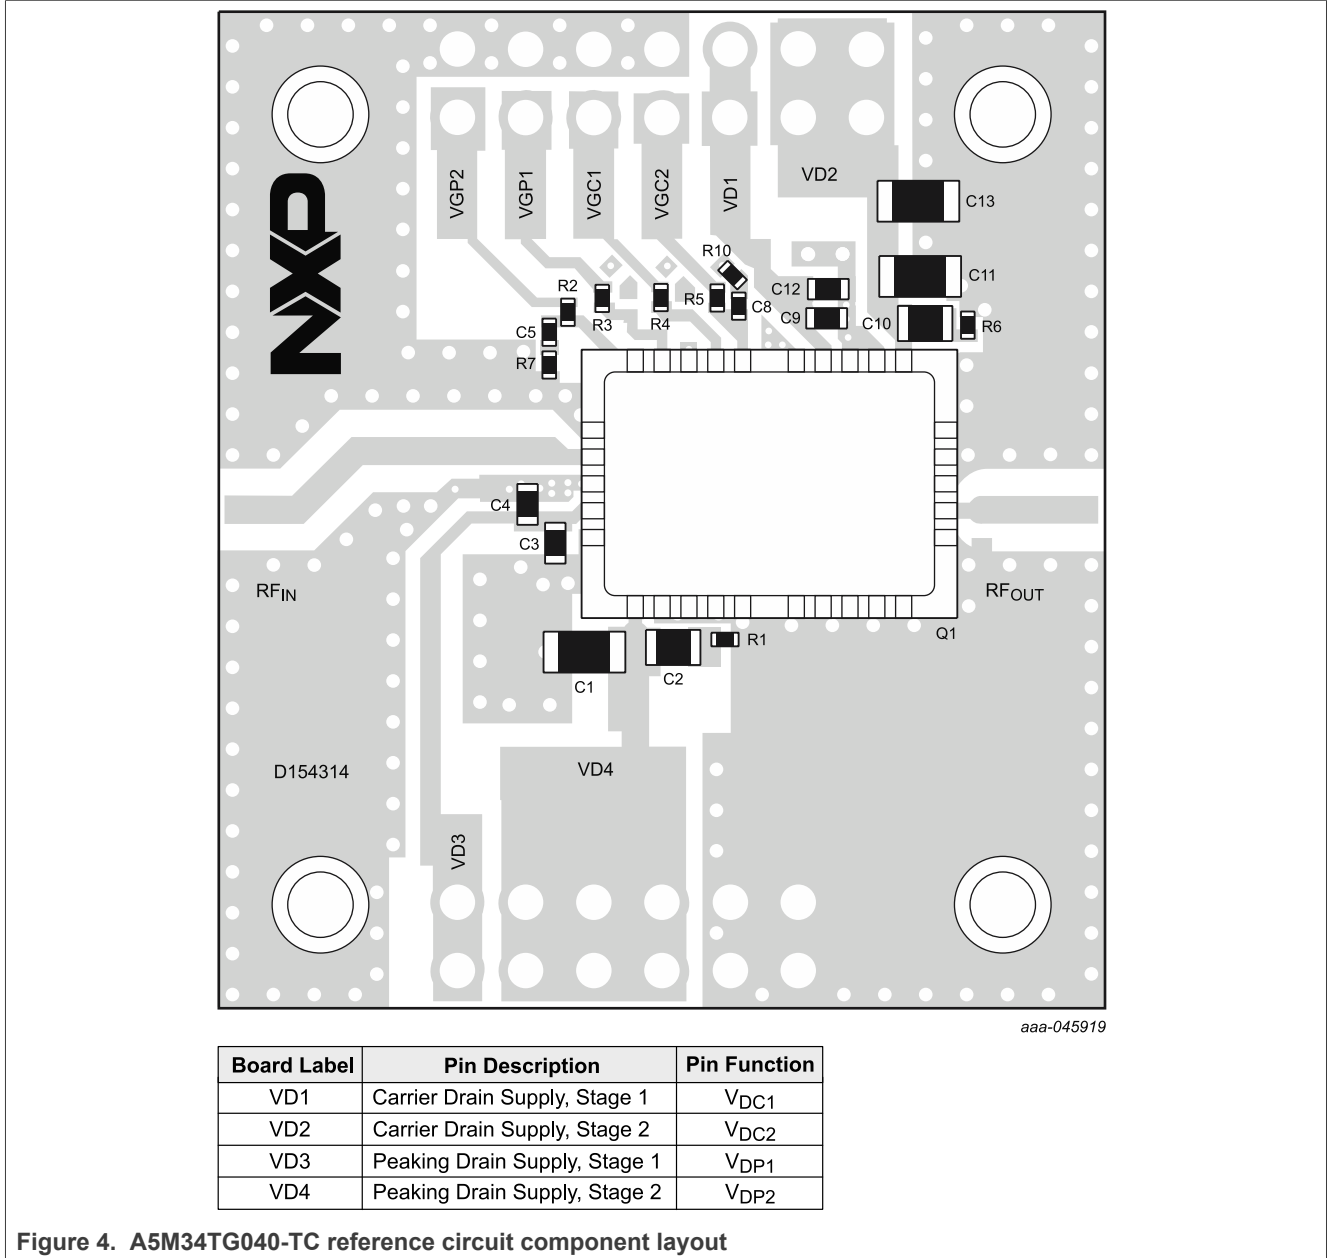 NXP
VGP2
VGP1
VGC1
VGC2
VD1
VD2
C13
R10
C11
R2
R3
R4
R5
C8
C12
C9
C10
R6
C5
R7
C4
C3
RFIN
RFOUT
Q1
R1
C1
C2
D154314
VD4
VD3
aaa-045919
Board Label Pin Description Pin Function
VD1 Carrier Drain Supply, Stage 1 VDC1
VD2 Carrier Drain Supply, Stage 2 VDC2
VD3 Peaking Drain Supply, Stage 1 VDP1
VD4 Peaking Drain Supply, Stage 2 VDP2
Figure 4. A5M34TG040-TC reference circuit component layout